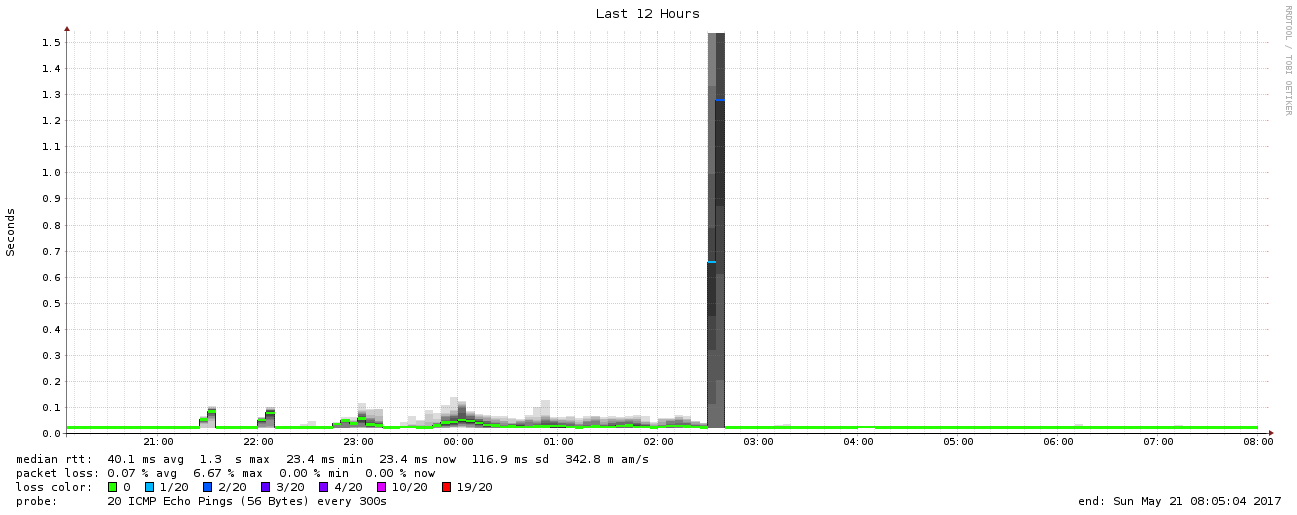 Last 12 Hours
RRDTOOL / TOBI OETIKER
Seconds
1.5
1.4
1.3
1.2
1.1
1.0
0.9
0.8
0.7
0.6
0.5
0.4
0.3
0.2
0.1
0.0
21:00 22:00 23:00 00:00 01:00 02:00 03:00 04:00 05:00 06:00 07:00 08:00
median rtt: 40.1 ms avg 1.3 s max 23.4 ms min 23.4 ms now 116.9 ms sd 342.8 m am/s
packet loss: 0.07 % avg 6.67 % max 0.00 % min 0.00 % now
loss color: 0 1/20 2/20 3/20 4/20 10/20 19/20
probe: 20 ICMP Echo Pings (56 Bytes) every 300s end: Sun May 21 08:05:04 2017